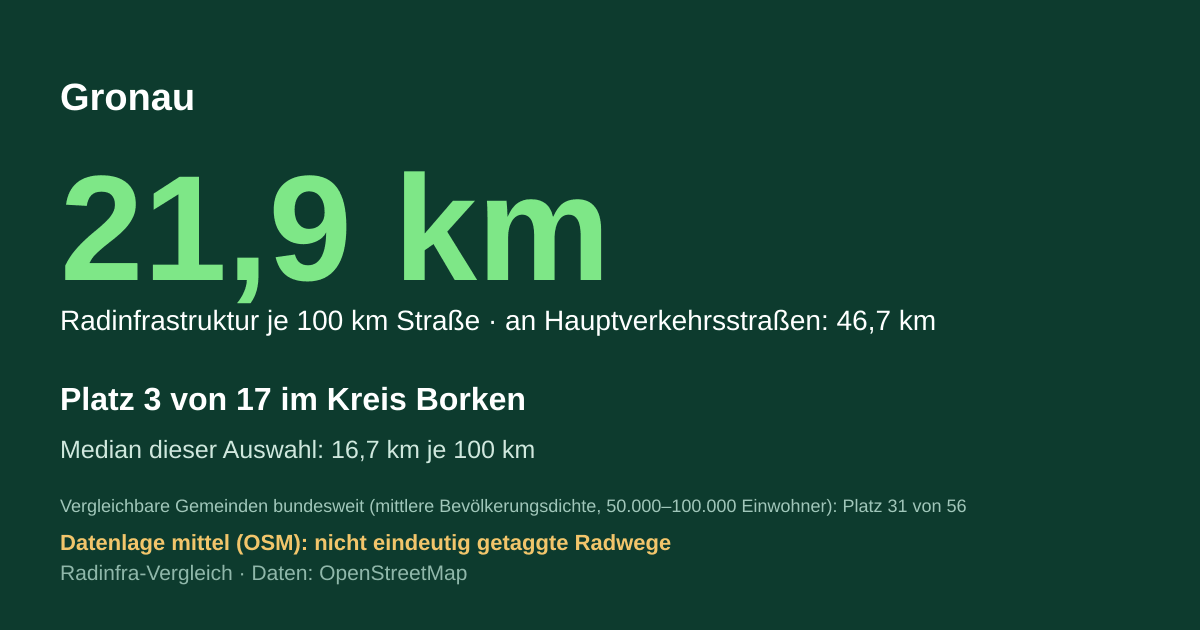 Gronau
21,9 km
Radinfrastruktur je 100 km Straße · an Hauptverkehrsstraßen: 46,7 km
Platz 3 von 17 im Kreis Borken
Median dieser Auswahl: 16,7 km je 100 km
Vergleichbare Gemeinden bundesweit (mittlere Bevölkerungsdichte, 50.000–100.000 Einwohner): Platz 31 von 56
Datenlage mittel (OSM): nicht eindeutig getaggte Radwege
Radinfra-Vergleich · Daten: OpenStreetMap